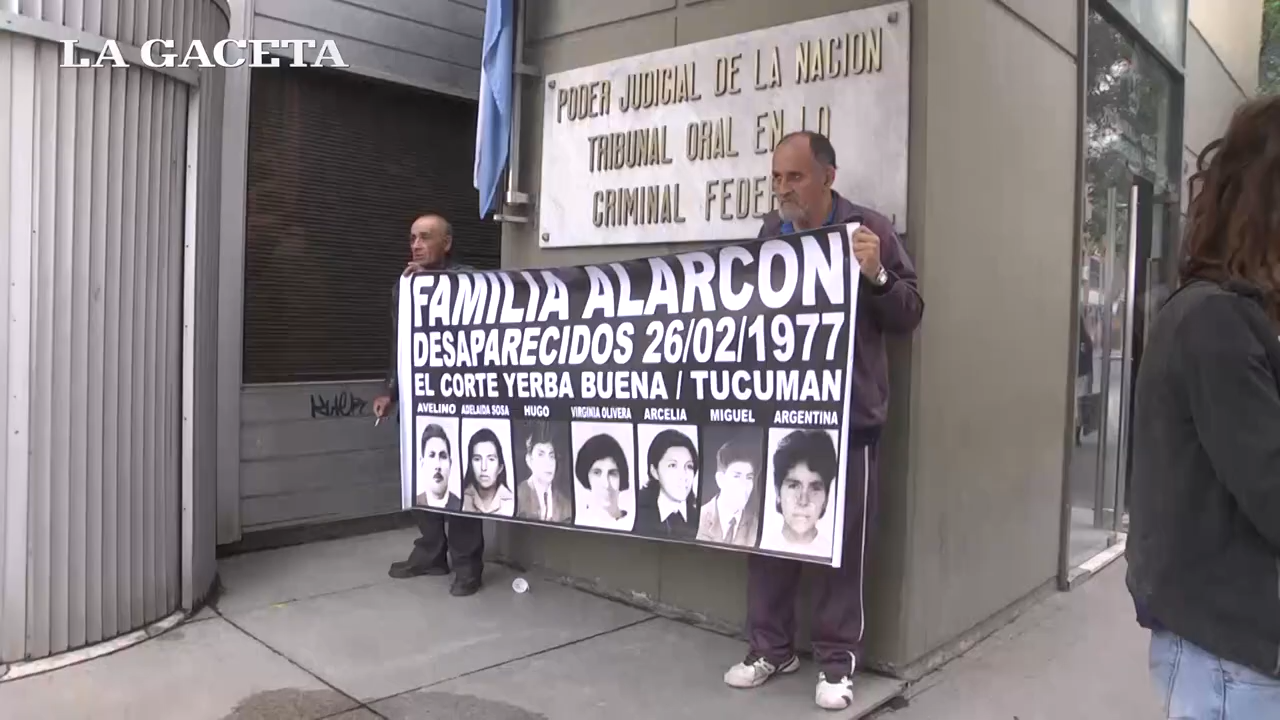 LA GACETA
PODER JUDICIAL DE LA NACION
TRIBUNAL ORAL EN LO
CRIMINAL
FAMILIA ALARCON
DESAPARECIDOS 26/02/1977
EL CORTE YERBA BUENA / TUCUMAN
AVELINO ADELAIDA SOSA HUGO VIRGINIA OLIVERA ARCELIA MIGUEL ARGENTINA